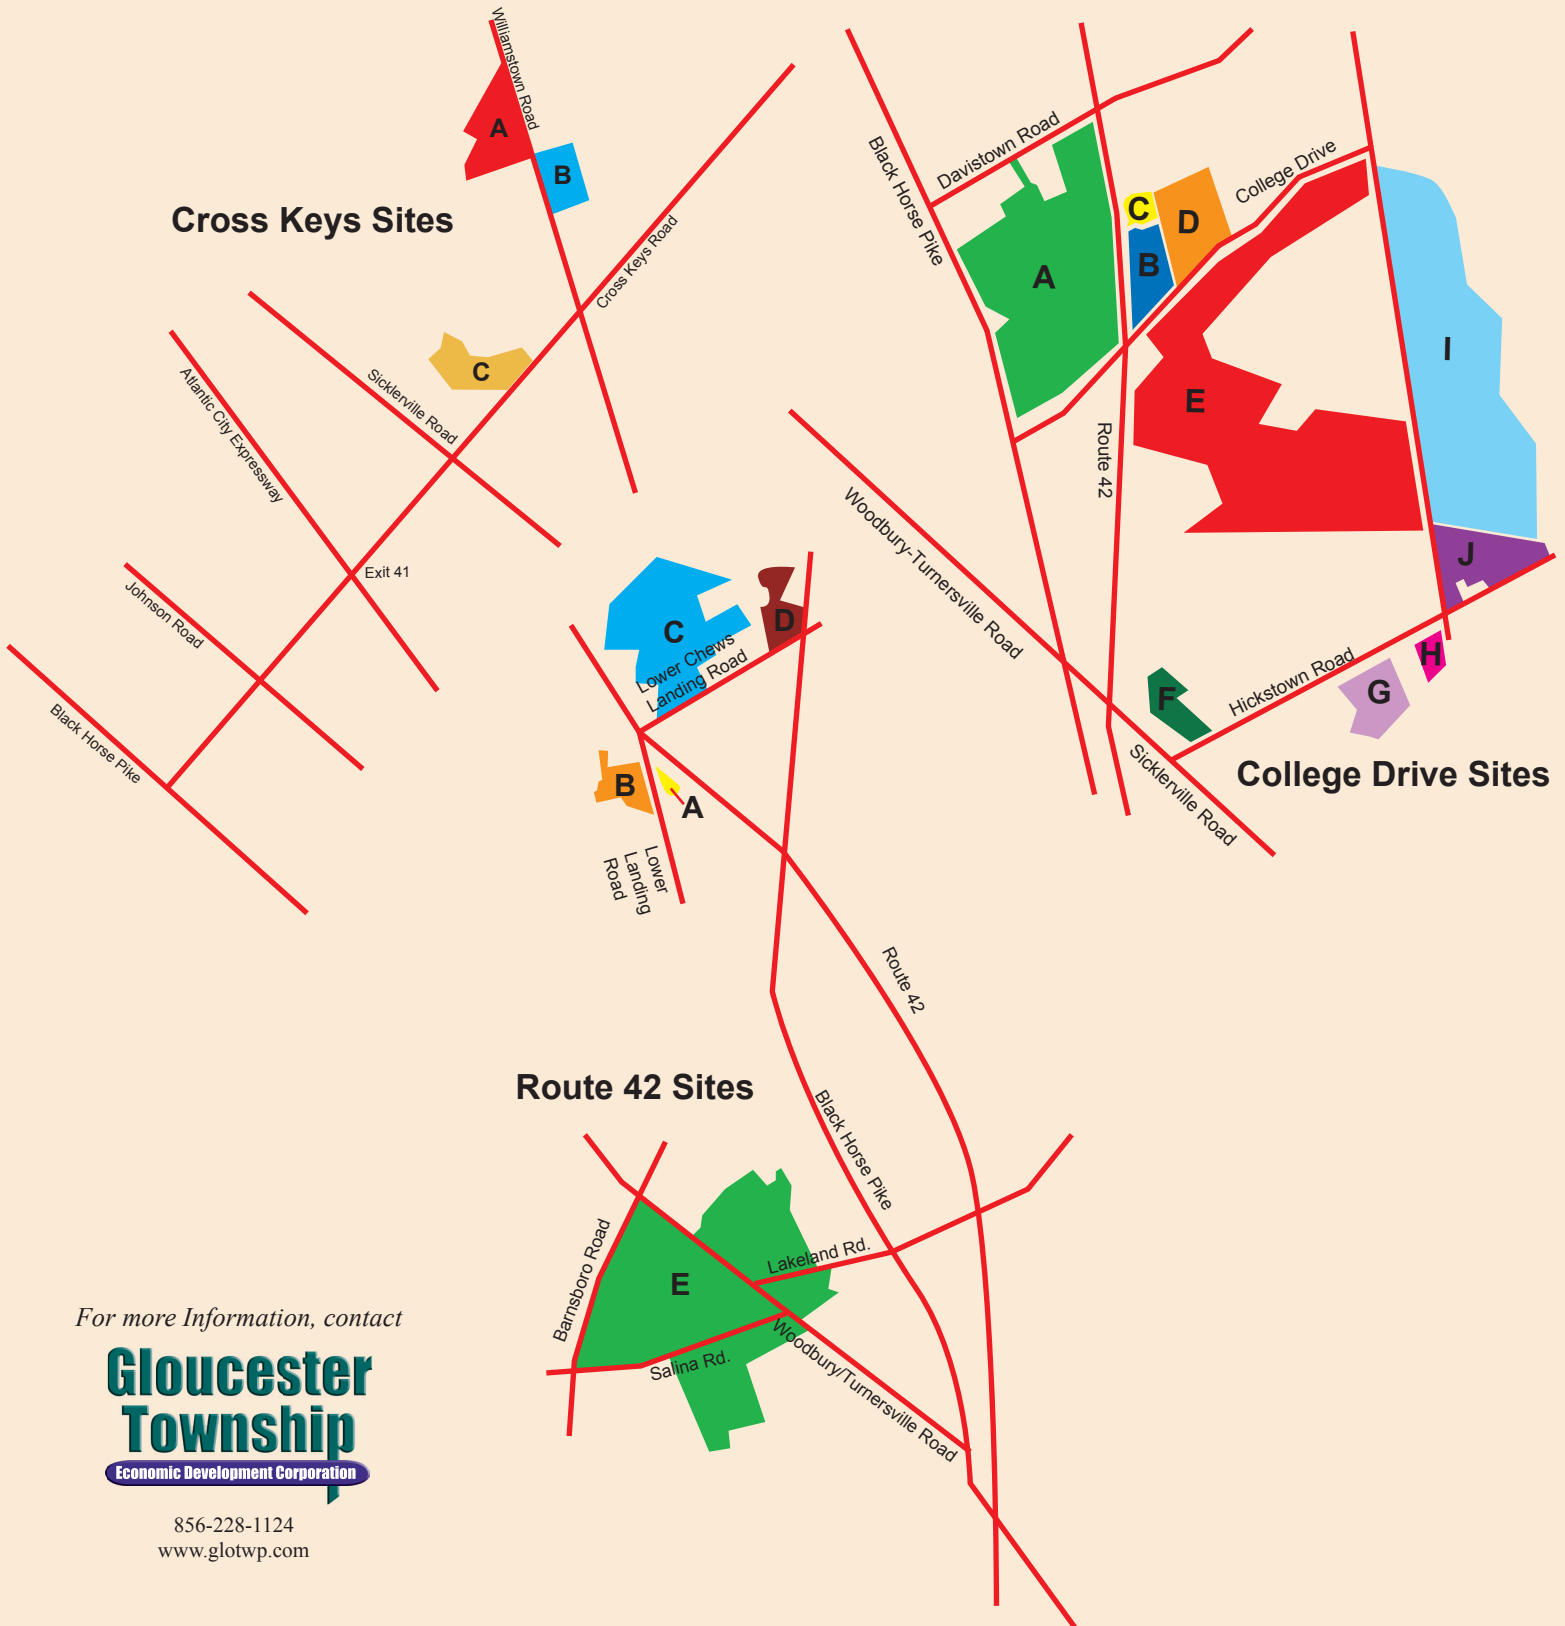 Williamstown Road
A
B
Cross Keys Sites
Cross Keys Road
C
Sicklerville Road
Atlantic City Expressway
Exit 41
Johnson Road
Black Horse Pike
Black Horse Pike
Davistown Road
College Drive
A
C
D
B
I
E
Route 42
Woodbury-Turnersville Road
J
H
Hickstown Road
G
F
College Drive Sites
Sicklerville Road
C
D
Lower Chews
Landing Road
B
A
Lower
Landing
Road
Route 42
Route 42 Sites
Black Horse Pike
Barnsboro Road
Lakeland Rd.
E
Salina Rd.
Woodbury/Turnersville Road
For more Information, contact
Gloucester
Township
Economic Development Corporation
856-228-1124
www.glotwp.com